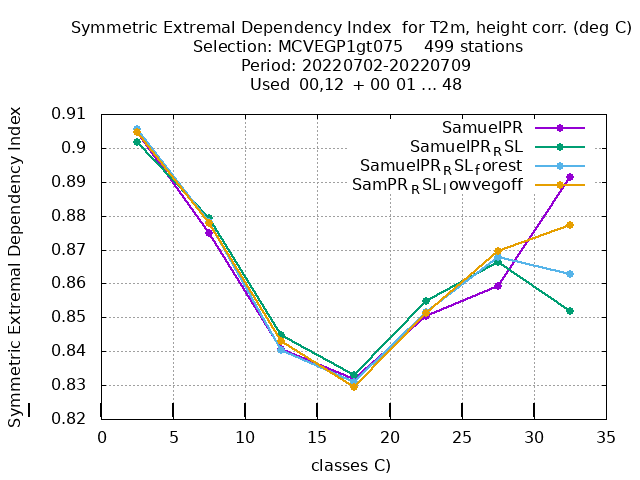 Symmetric Extremal Dependency Index for T2m, height corr. (deg C)
Selection: MCVEGP1gt075 499 stations
Period: 20220702-20220709
Used 00,12 + 00 01 ... 48
Symmetric Extremal Dependency Index
0.91
0.9
0.89
0.88
0.87
0.86
0.85
0.84
0.83
0.82
SamuelPR
SamuelPR_RSL
SamuelPR_RSL_forest
SamPR_RSL_lowvegoff
0 5 10 15 20 25 30 35
classes C)